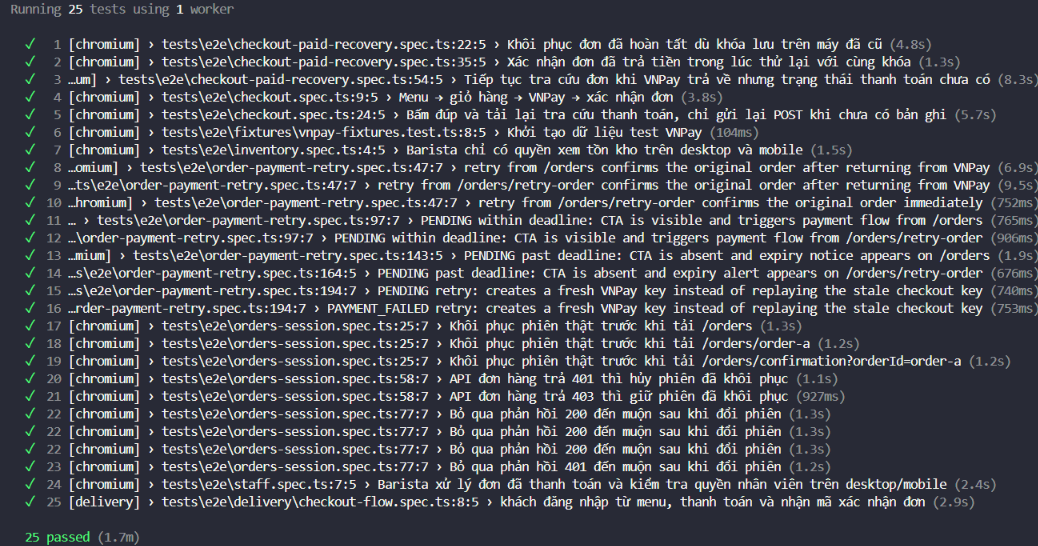 Running 25 tests using 1 worker
✓ 1 [chromium] › tests\e2e\checkout-paid-recovery.spec.ts:22:5 › Khôi phục đơn đã hoàn tất dù khóa lưu trên máy đã cũ (4.8s)
✓ 2 [chromium] › tests\e2e\checkout-paid-recovery.spec.ts:35:5 › Xác nhận đơn đã trả tiền trong lúc thử lại với cùng khóa (1.3s)
✓ 3 …um] › tests\e2e\checkout-paid-recovery.spec.ts:54:5 › Tiếp tục tra cứu đơn khi VNPay trả về nhưng trạng thái thanh toán chưa có (8.3s)
✓ 4 [chromium] › tests\e2e\checkout.spec.ts:9:5 › Menu → giỏ hàng → VNPay → xác nhận đơn (3.8s)
✓ 5 [chromium] › tests\e2e\checkout.spec.ts:24:5 › Bấm đúp và tải lại tra cứu thanh toán, chỉ gửi lại POST khi chưa có bản ghi (5.7s)
✓ 6 [chromium] › tests\e2e\fixtures\vnpay-fixtures.test.ts:8:5 › Khởi tạo dữ liệu test VNPay (104ms)
✓ 7 [chromium] › tests\e2e\inventory.spec.ts:4:5 › Barista chỉ có quyền xem tồn kho trên desktop và mobile (1.5s)
✓ 8 …omium] › tests\e2e\order-payment-retry.spec.ts:47:7 › retry from /orders confirms the original order after returning from VNPay (6.9s)
✓ 9 …ts\e2e\order-payment-retry.spec.ts:47:7 › retry from /orders/retry-order confirms the original order after returning from VNPay (9.5s)
✓ 10 …hromium] › tests\e2e\order-payment-retry.spec.ts:47:7 › retry from /orders/retry-order confirms the original order immediately (752ms)
✓ 11 … › tests\e2e\order-payment-retry.spec.ts:97:7 › PENDING within deadline: CTA is visible and triggers payment flow from /orders (765ms)
✓ 12 …\order-payment-retry.spec.ts:97:7 › PENDING within deadline: CTA is visible and triggers payment flow from /orders/retry-order (906ms)
✓ 13 …mium] › tests\e2e\order-payment-retry.spec.ts:143:5 › PENDING past deadline: CTA is absent and expiry notice appears on /orders (1.9s)
✓ 14 …s\e2e\order-payment-retry.spec.ts:164:5 › PENDING past deadline: CTA is absent and expiry alert appears on /orders/retry-order (676ms)
✓ 15 …s\e2e\order-payment-retry.spec.ts:194:7 › PENDING retry: creates a fresh VNPay key instead of replaying the stale checkout key (740ms)
✓ 16 …rder-payment-retry.spec.ts:194:7 › PAYMENT_FAILED retry: creates a fresh VNPay key instead of replaying the stale checkout key (753ms)
✓ 17 [chromium] › tests\e2e\orders-session.spec.ts:25:7 › Khôi phục phiên thật trước khi tải /orders (1.3s)
✓ 18 [chromium] › tests\e2e\orders-session.spec.ts:25:7 › Khôi phục phiên thật trước khi tải /orders/order-a (1.2s)
✓ 19 [chromium] › tests\e2e\orders-session.spec.ts:25:7 › Khôi phục phiên thật trước khi tải /orders/confirmation?orderId=order-a (1.2s)
✓ 20 [chromium] › tests\e2e\orders-session.spec.ts:58:7 › API đơn hàng trả 401 thì hủy phiên đã khôi phục (1.1s)
✓ 21 [chromium] › tests\e2e\orders-session.spec.ts:58:7 › API đơn hàng trả 403 thì giữ phiên đã khôi phục (927ms)
✓ 22 [chromium] › tests\e2e\orders-session.spec.ts:77:7 › Bỏ qua phản hồi 200 đến muộn sau khi đổi phiên (1.3s)
✓ 22 [chromium] › tests\e2e\orders-session.spec.ts:77:7 › Bỏ qua phản hồi 200 đến muộn sau khi đổi phiên (1.3s)
✓ 22 [chromium] › tests\e2e\orders-session.spec.ts:77:7 › Bỏ qua phản hồi 200 đến muộn sau khi đổi phiên (1.3s)
✓ 23 [chromium] › tests\e2e\orders-session.spec.ts:77:7 › Bỏ qua phản hồi 401 đến muộn sau khi đổi phiên (1.2s)
✓ 24 [chromium] › tests\e2e\staff.spec.ts:7:5 › Barista xử lý đơn đã thanh toán và kiểm tra quyền nhân viên trên desktop/mobile (2.4s)
✓ 25 [delivery] › tests\e2e\delivery\checkout-flow.spec.ts:8:5 › khách đăng nhập từ menu, thanh toán và nhận mã xác nhận đơn (2.9s)
25 passed (1.7m)